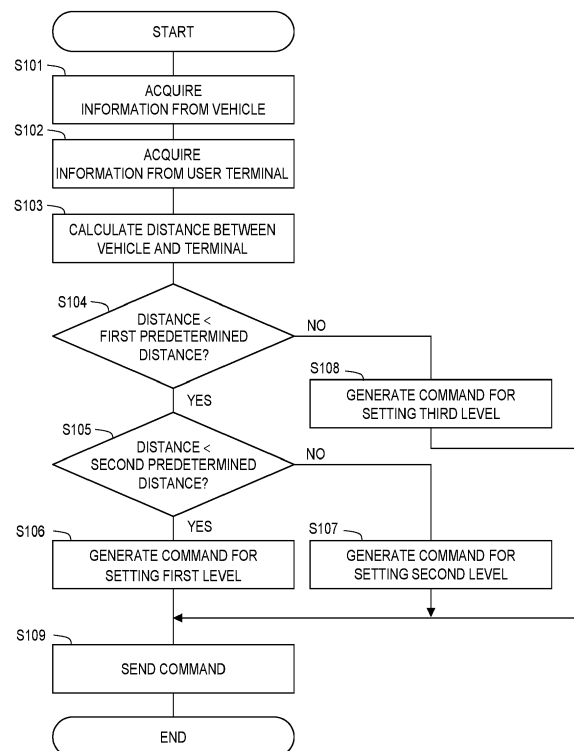 START
S101
ACQUIRE
INFORMATION FROM VEHICLE
S102
ACQUIRE
INFORMATION FROM USER TERMINAL
S103
CALCULATE DISTANCE BETWEEN
VEHICLE AND TERMINAL
S104
DISTANCE <
FIRST PREDETERMINED
DISTANCE?
NO
YES
S108
GENERATE COMMAND FOR
SETTING THIRD LEVEL
S105
DISTANCE <
SECOND PREDETERMINED
DISTANCE?
NO
YES
S106
GENERATE COMMAND FOR
SETTING FIRST LEVEL
S107
GENERATE COMMAND FOR
SETTING SECOND LEVEL
S109
SEND COMMAND
END